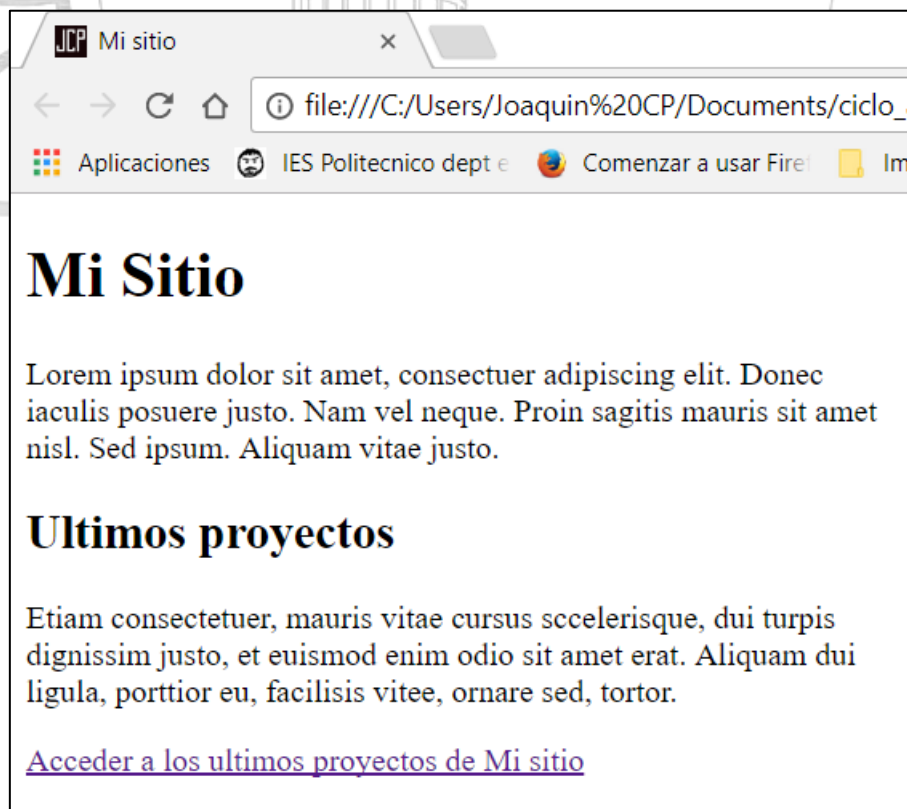 JCP Mi sitio
file:///C:/Users/Joaquin%20CP/Documents/ciclo_
Aplicaciones IES Politecnico dept e Comenzar a usar Firef Im
Mi Sitio
Lorem ipsum dolor sit amet, consectuer adipiscing elit. Donec
iaculis posuere justo. Nam vel neque. Proin sagitis mauris sit amet
nisl. Sed ipsum. Aliquam vitae justo.
Ultimos proyectos
Etiam consectetuer, mauris vitae cursus sccelerisque, dui turpis
dignissim justo, et euismod enim odio sit amet erat. Aliquam dui
ligula, porttior eu, facilisis vitee, ornare sed, tortor.
Acceder a los ultimos proyectos de Mi sitio